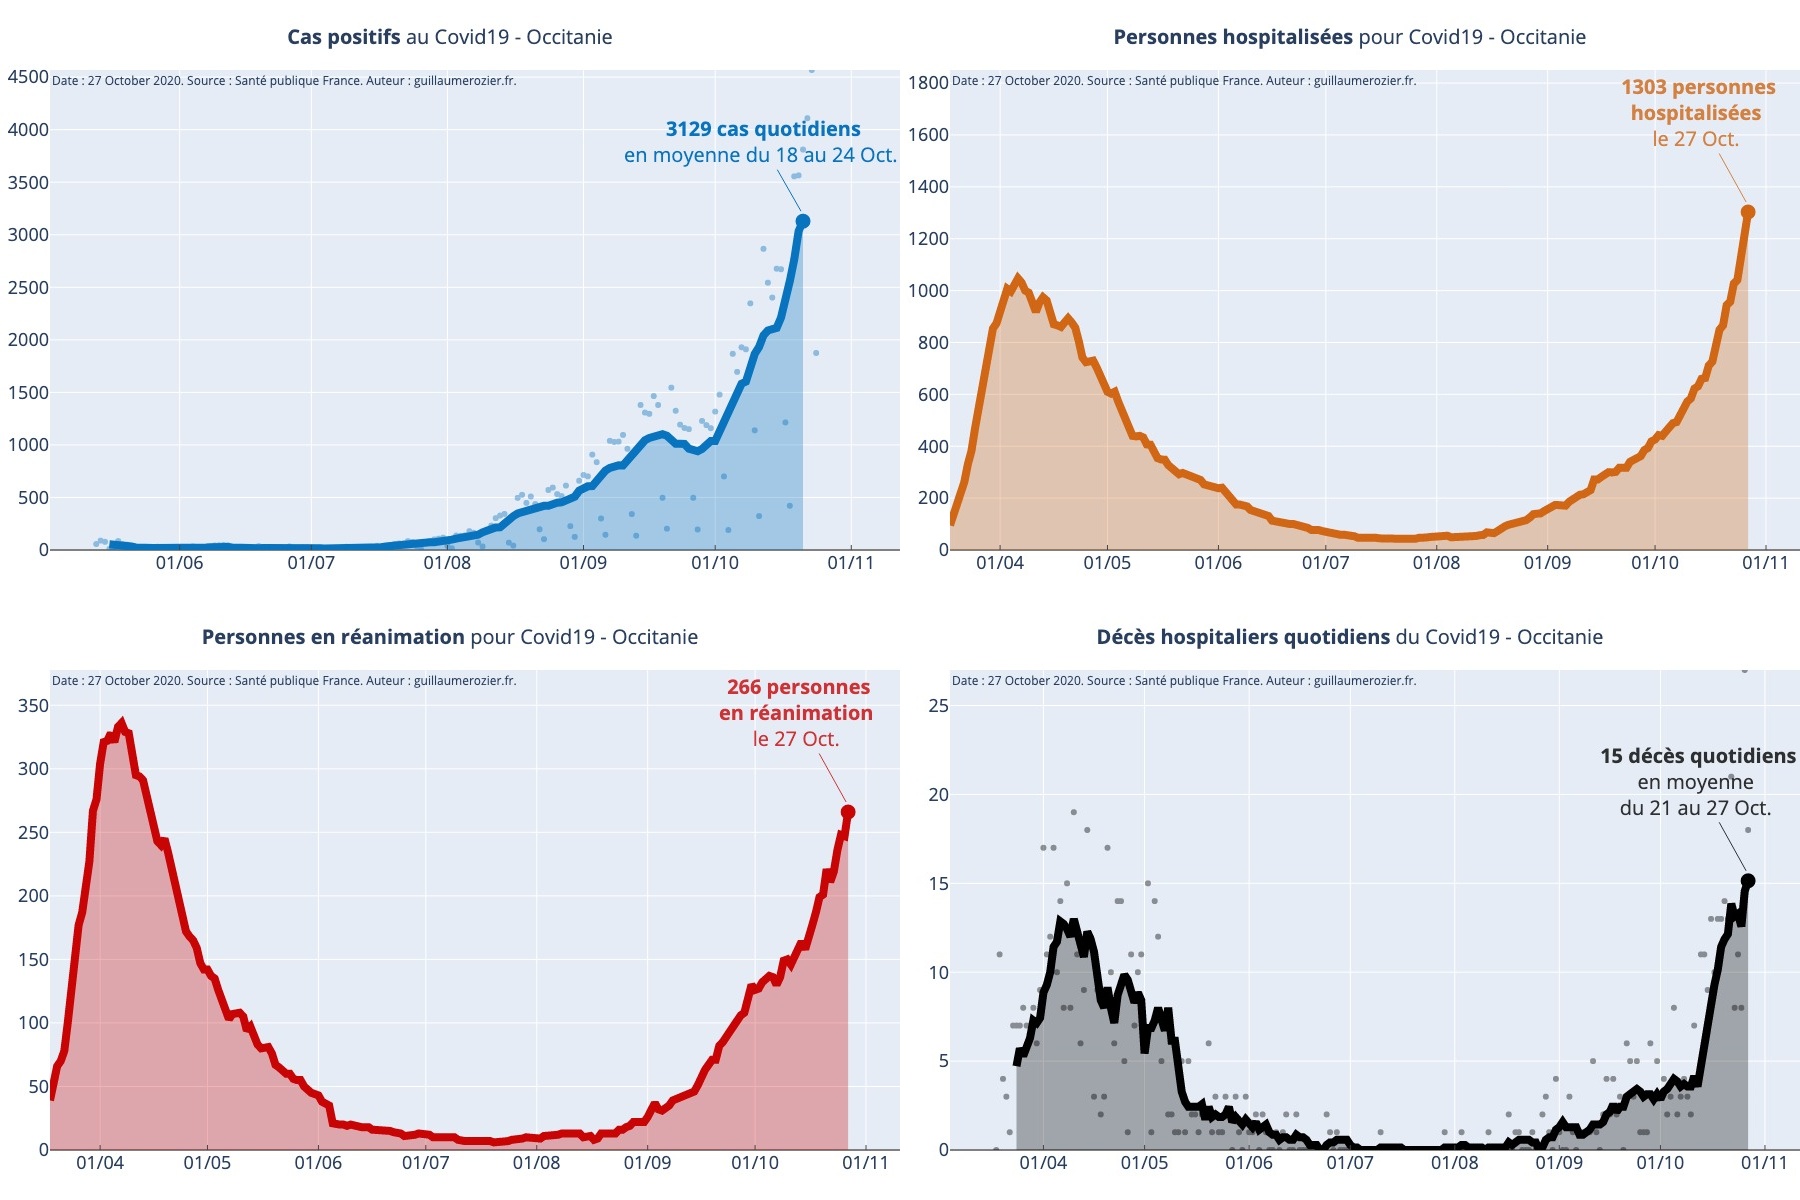 Cas positifs au Covid19 - Occitanie
Date : 27 October 2020. Source : Santé publique France. Auteur : guillaumerozier.fr.
3129 cas quotidiens
en moyenne du 18 au 24 Oct.
4500
4000
3500
3000
2500
2000
1500
1000
500
0
01/06 01/07 01/08 01/09 01/10 01/11
Personnes hospitalisées pour Covid19 - Occitanie
Date : 27 October 2020. Source : Santé publique France. Auteur : guillaumerozier.fr.
1303 personnes
hospitalisées
le 27 Oct.
1800
1600
1400
1200
1000
800
600
400
200
0
01/04 01/05 01/06 01/07 01/08 01/09 01/10 01/11
Personnes en réanimation pour Covid19 - Occitanie
Date : 27 October 2020. Source : Santé publique France. Auteur : guillaumerozier.fr.
266 personnes
en réanimation
le 27 Oct.
350
300
250
200
150
100
50
0
01/04 01/05 01/06 01/07 01/08 01/09 01/10 01/11
Décès hospitaliers quotidiens du Covid19 - Occitanie
Date : 27 October 2020. Source : Santé publique France. Auteur : guillaumerozier.fr.
15 décès quotidiens
en moyenne
du 21 au 27 Oct.
25
20
15
10
5
0
01/04 01/05 01/06 01/07 01/08 01/09 01/10 01/11